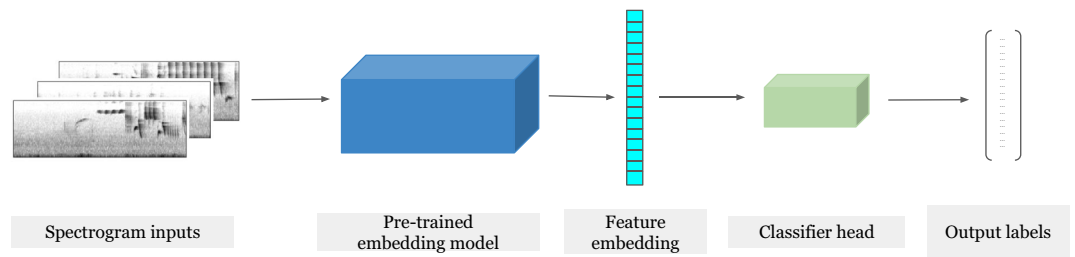 Spectrogram inputs
Pre-trained
embedding model
Feature
embedding
Classifier head
Output labels